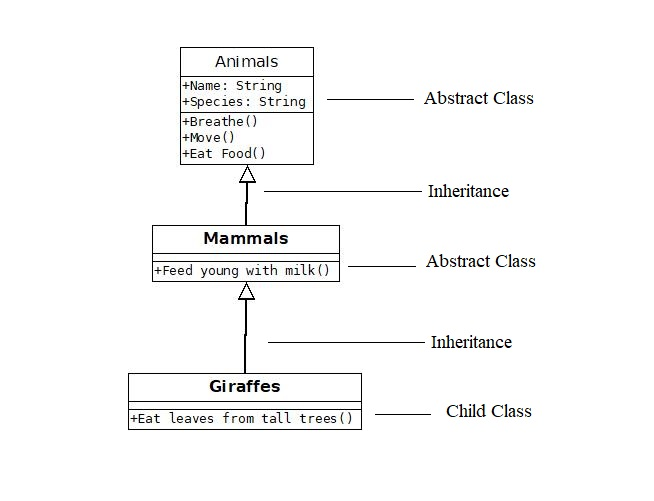 Animals
+Name: String
+Species: String
Abstract Class
+Breathe()
+Move()
+Eat Food()
Inheritance
Mammals
+Feed young with milk()
Abstract Class
Inheritance
Giraffes
+Eat leaves from tall trees()
Child Class